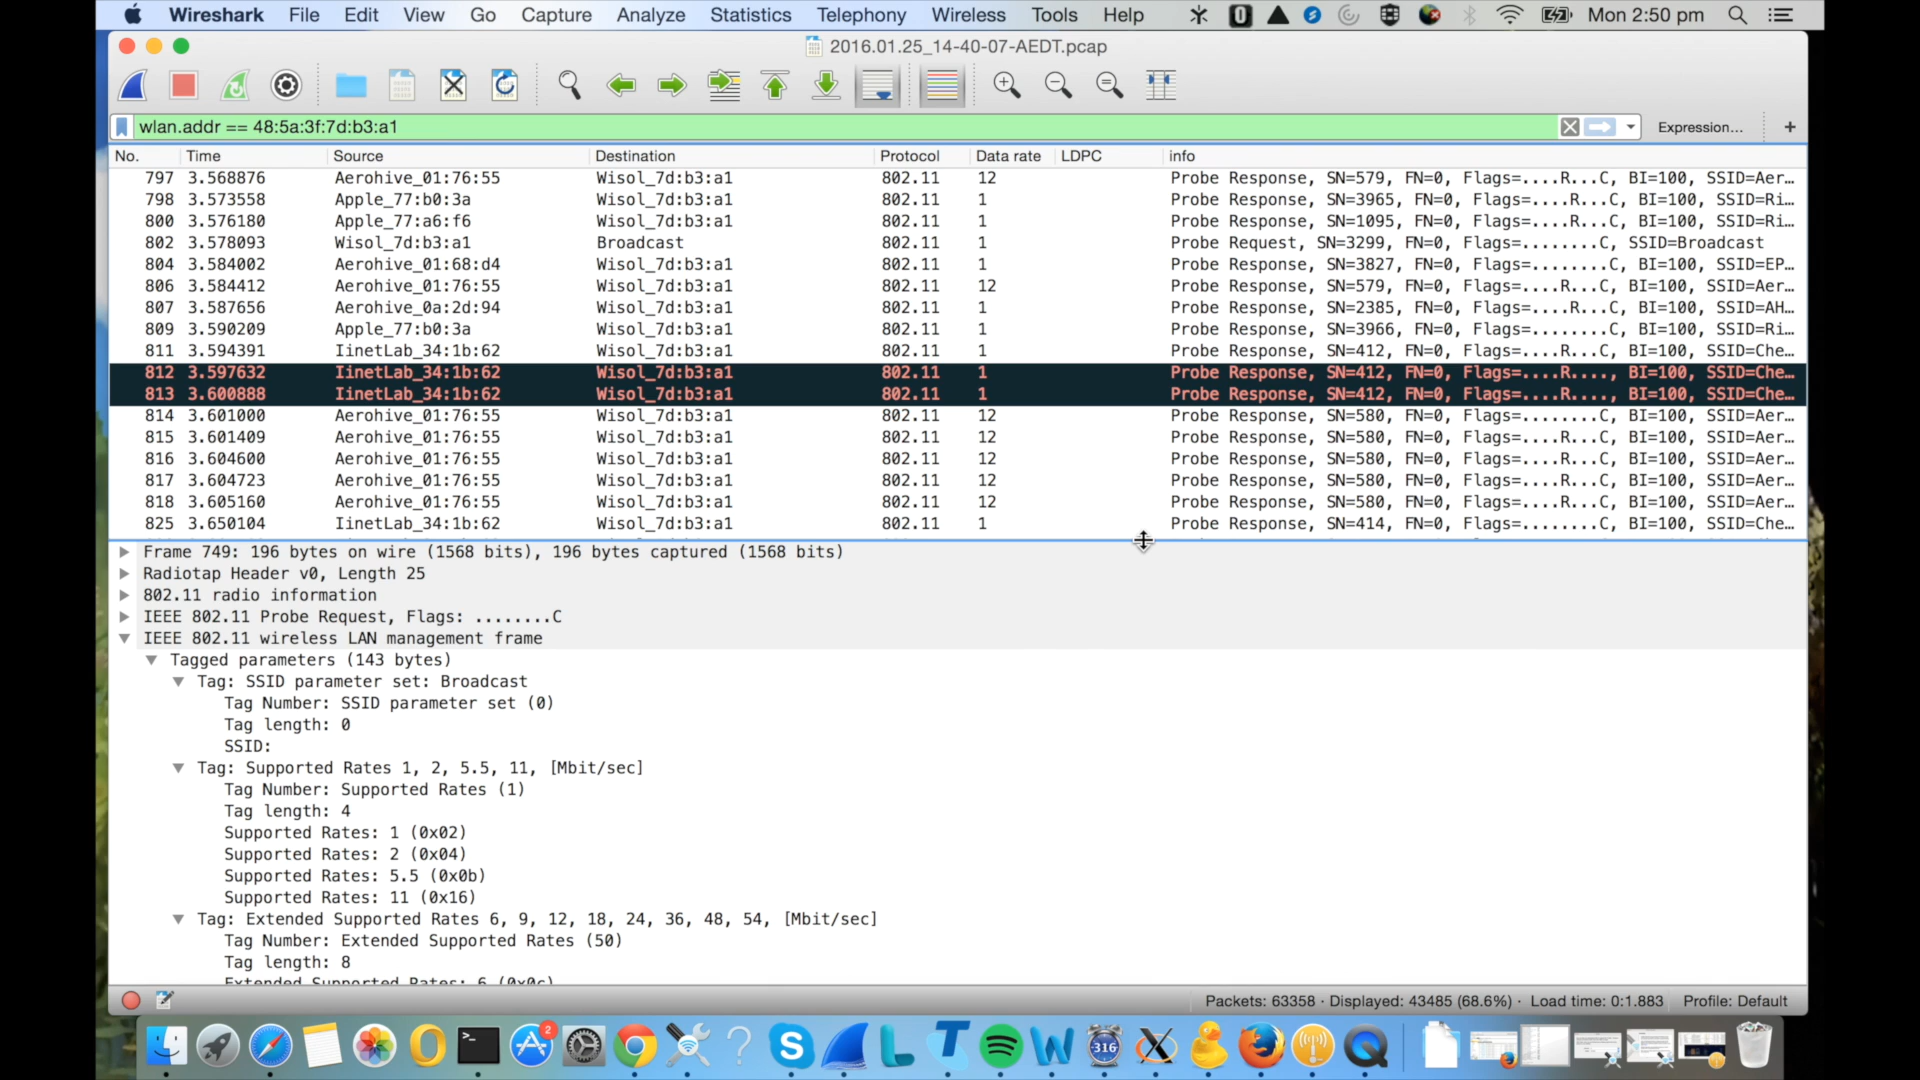 Wireshark File Edit View Go Capture Analyze Statistics Telephony Wireless Tools Help Mon 2:50 pm
2016.01.25_14-40-07-AEDT.pcap
wlan.addr == 48:5a:3f:7d:b3:a1 Expression... +
No. Time Source Destination Protocol Data rate LDPC info
797 3.568876 Aerohive_01:76:55 Wisol_7d:b3:a1 802.11 12 Probe Response, SN=579, FN=0, Flags=....R...C, BI=100, SSID=Aer…
798 3.573558 Apple_77:b0:3a Wisol_7d:b3:a1 802.11 1 Probe Response, SN=3965, FN=0, Flags=....R...C, BI=100, SSID=Ri…
800 3.576180 Apple_77:a6:f6 Wisol_7d:b3:a1 802.11 1 Probe Response, SN=1095, FN=0, Flags=....R...C, BI=100, SSID=Ri…
802 3.578093 Wisol_7d:b3:a1 Broadcast 802.11 1 Probe Request, SN=3299, FN=0, Flags=........C, SSID=Broadcast
804 3.584002 Aerohive_01:68:d4 Wisol_7d:b3:a1 802.11 1 Probe Response, SN=3827, FN=0, Flags=........C, BI=100, SSID=EP…
806 3.584412 Aerohive_01:76:55 Wisol_7d:b3:a1 802.11 12 Probe Response, SN=579, FN=0, Flags=....R...C, BI=100, SSID=Aer…
807 3.587656 Aerohive_0a:2d:94 Wisol_7d:b3:a1 802.11 1 Probe Response, SN=2385, FN=0, Flags=....R...C, BI=100, SSID=AH…
809 3.590209 Apple_77:b0:3a Wisol_7d:b3:a1 802.11 1 Probe Response, SN=3966, FN=0, Flags=........C, BI=100, SSID=Ri…
811 3.594391 IinetLab_34:1b:62 Wisol_7d:b3:a1 802.11 1 Probe Response, SN=412, FN=0, Flags=........C, BI=100, SSID=Che…
812 3.597632 IinetLab_34:1b:62 Wisol_7d:b3:a1 802.11 1 Probe Response, SN=412, FN=0, Flags=....R...., BI=100, SSID=Che…
813 3.600888 IinetLab_34:1b:62 Wisol_7d:b3:a1 802.11 1 Probe Response, SN=412, FN=0, Flags=....R...., BI=100, SSID=Che…
814 3.601000 Aerohive_01:76:55 Wisol_7d:b3:a1 802.11 12 Probe Response, SN=580, FN=0, Flags=........C, BI=100, SSID=Aer…
815 3.601409 Aerohive_01:76:55 Wisol_7d:b3:a1 802.11 12 Probe Response, SN=580, FN=0, Flags=....R...C, BI=100, SSID=Aer…
816 3.604600 Aerohive_01:76:55 Wisol_7d:b3:a1 802.11 12 Probe Response, SN=580, FN=0, Flags=....R...C, BI=100, SSID=Aer…
817 3.604723 Aerohive_01:76:55 Wisol_7d:b3:a1 802.11 12 Probe Response, SN=580, FN=0, Flags=....R...C, BI=100, SSID=Aer…
818 3.605160 Aerohive_01:76:55 Wisol_7d:b3:a1 802.11 12 Probe Response, SN=580, FN=0, Flags=....R...C, BI=100, SSID=Aer…
825 3.650104 IinetLab_34:1b:62 Wisol_7d:b3:a1 802.11 1 Probe Response, SN=414, FN=0, Flags=........C, BI=100, SSID=Che…
Frame 749: 196 bytes on wire (1568 bits), 196 bytes captured (1568 bits)
Radiotap Header v0, Length 25
802.11 radio information
IEEE 802.11 Probe Request, Flags: ........C
IEEE 802.11 wireless LAN management frame
Tagged parameters (143 bytes)
Tag: SSID parameter set: Broadcast
Tag Number: SSID parameter set (0)
Tag length: 0
SSID:
Tag: Supported Rates 1, 2, 5.5, 11, [Mbit/sec]
Tag Number: Supported Rates (1)
Tag length: 4
Supported Rates: 1 (0x02)
Supported Rates: 2 (0x04)
Supported Rates: 5.5 (0x0b)
Supported Rates: 11 (0x16)
Tag: Extended Supported Rates 6, 9, 12, 18, 24, 36, 48, 54, [Mbit/sec]
Tag Number: Extended Supported Rates (50)
Tag length: 8
Extended Supported Rates: 6 (0x0c)
Packets: 63358 · Displayed: 43485 (68.6%) · Load time: 0:1.883 Profile: Default
2
316